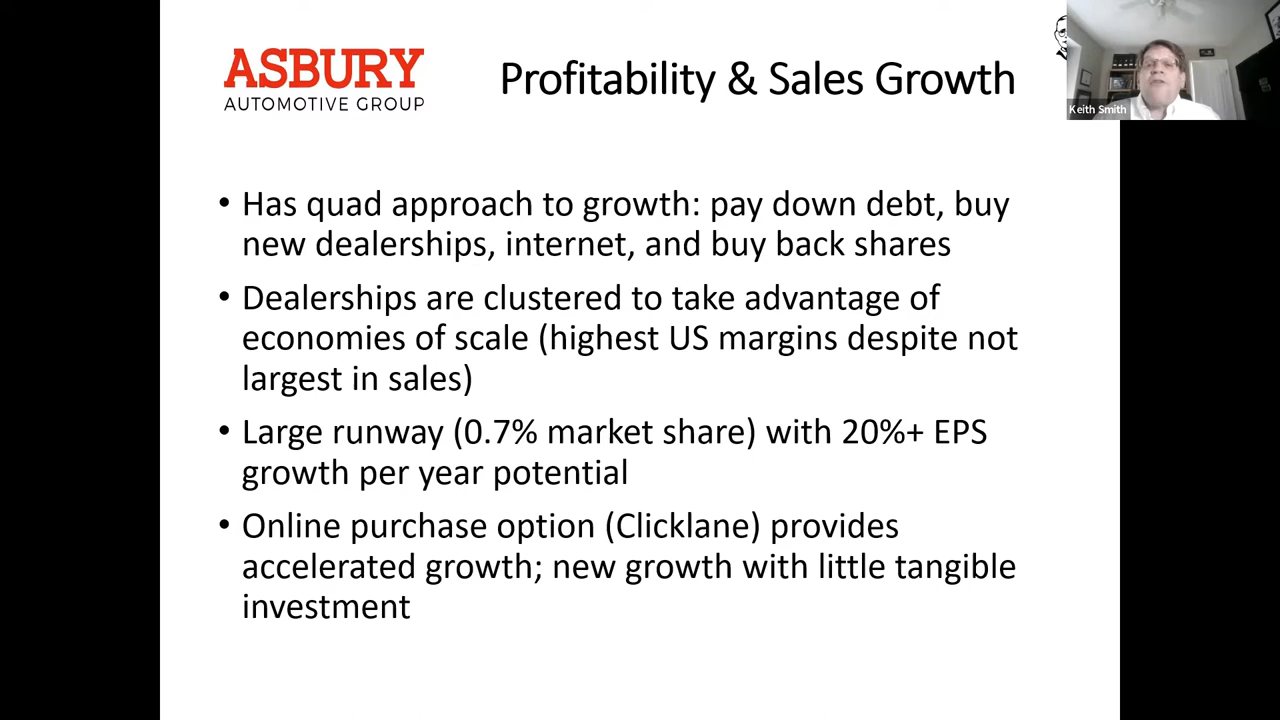 ASBURY
AUTOMOTIVE GROUP
Profitability & Sales Growth
Keith Smith
• Has quad approach to growth: pay down debt, buy
new dealerships, internet, and buy back shares
• Dealerships are clustered to take advantage of
economies of scale (highest US margins despite not
largest in sales)
• Large runway (0.7% market share) with 20%+ EPS
growth per year potential
• Online purchase option (Clicklane) provides
accelerated growth; new growth with little tangible
investment